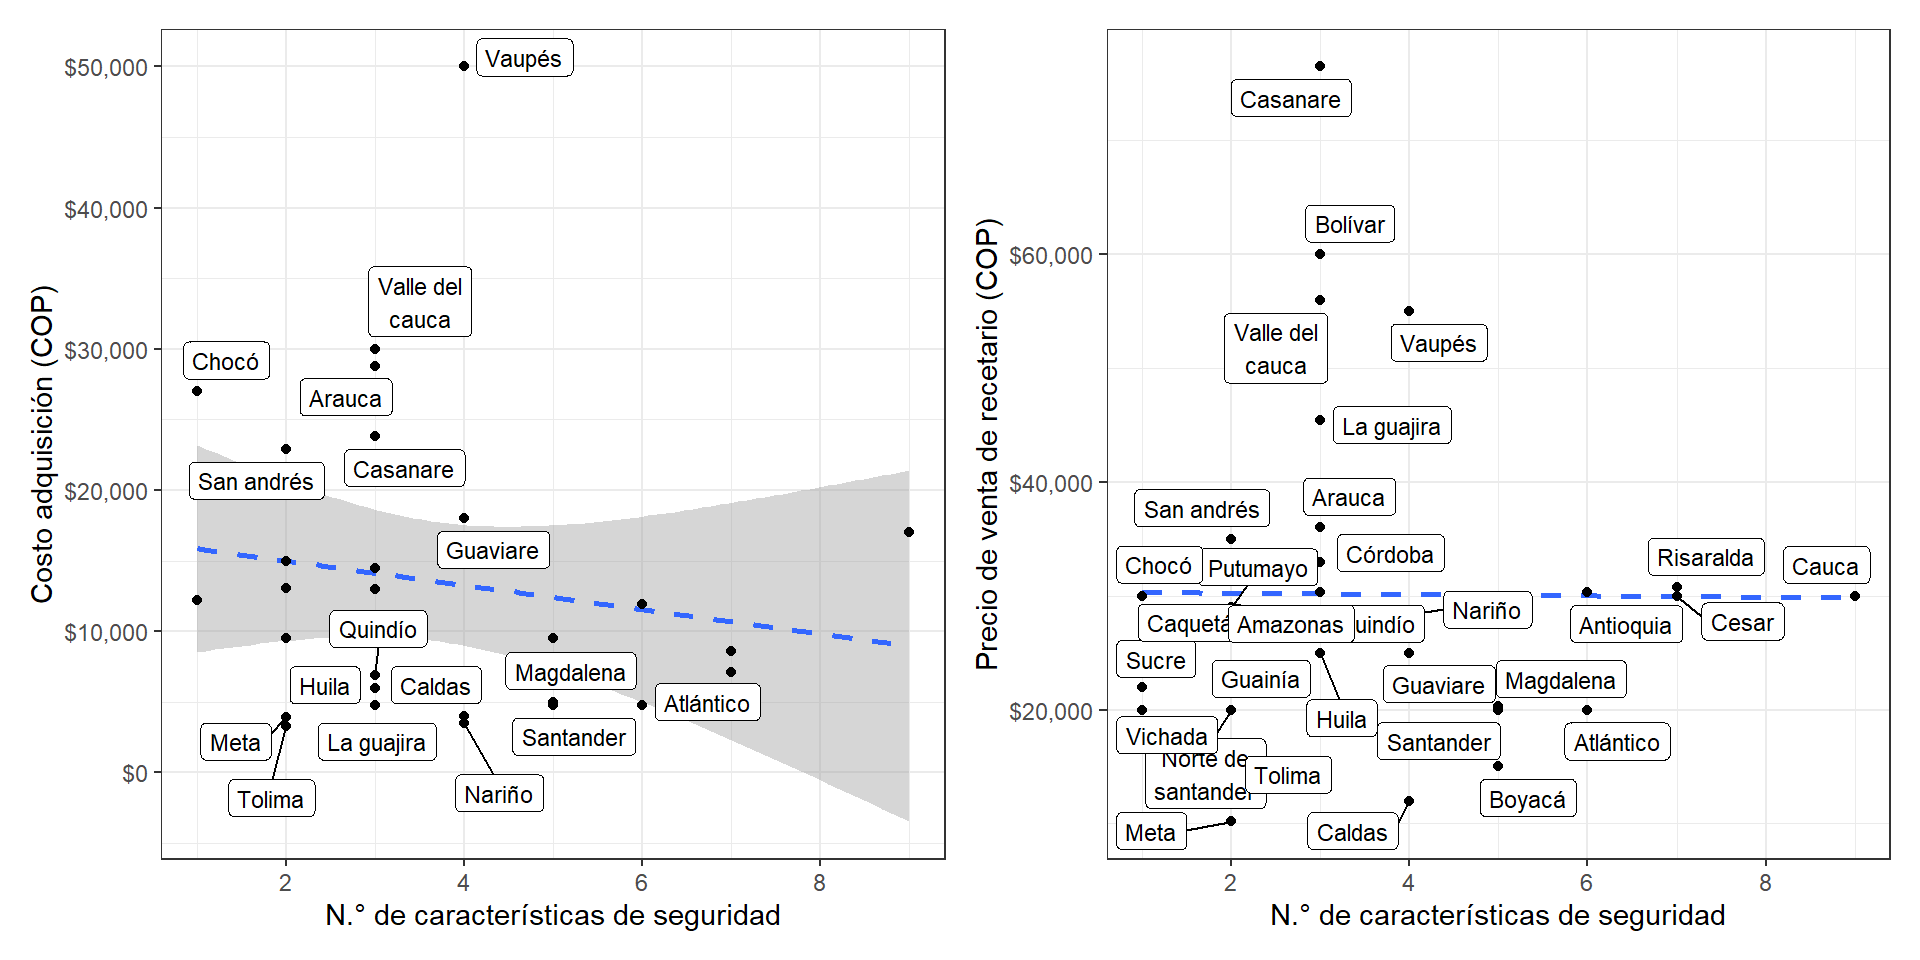 Costo adquisición (COP)
$50,000
$40,000
$30,000
$20,000
$10,000
$0
Vaupés
Valle del
cauca
Chocó
Arauca
Casanare
San andrés
Guaviare
Quindío
Magdalena
Huila
Caldas
Atlántico
Meta
La guajira
Santander
Tolima
Nariño
2
4
6
8
N.° de características de seguridad
Precio de venta de recetario (COP)
$60,000
$40,000
$20,000
Casanare
Bolívar
Valle del
cauca
Vaupés
La guajira
Arauca
San andrés
Córdoba
Risaralda
Chocó
Putumayo
Cauca
Nariño
Caquetá
Amazonas
uindío
Antioquia
Cesar
Sucre
Guainía
Guaviare
Magdalena
Huila
Vichada
Santander
Atlántico
Norte de
santander
Tolima
Boyacá
Meta
Caldas
2
4
6
8
N.° de características de seguridad